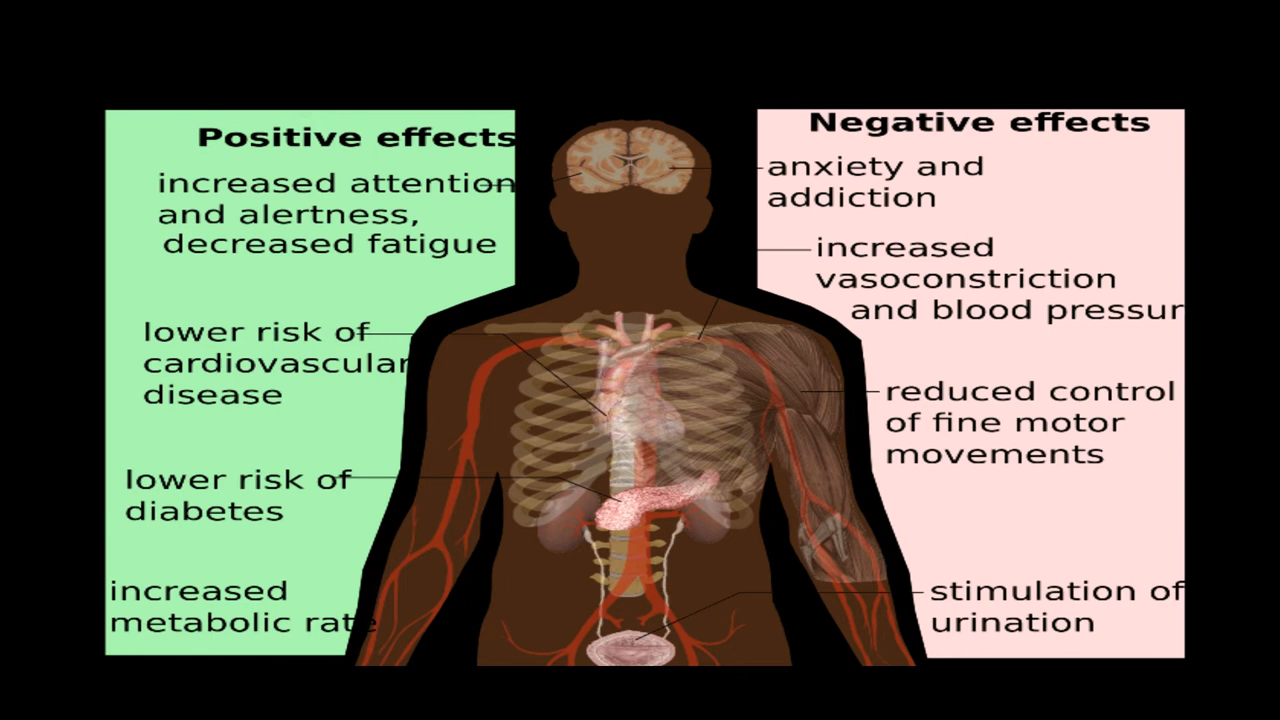 Positive effects
increased attention
and alertness,
decreased fatigue
lower risk of
cardiovascular
disease
lower risk of
diabetes
increased
metabolic rate
Negative effects
anxiety and
addiction
increased
vasoconstriction
and blood pressur
reduced control
of fine motor
movements
stimulation of
urination